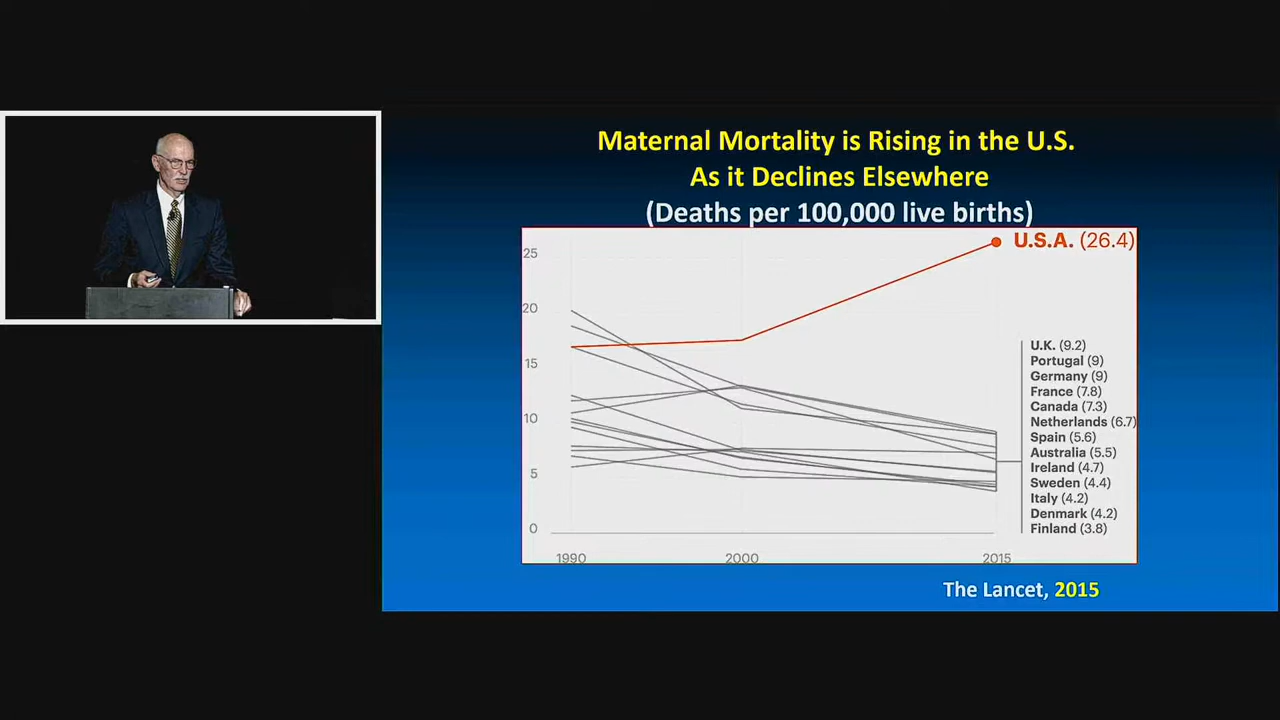 Maternal Mortality is Rising in the U.S.
As it Declines Elsewhere
(Deaths per 100,000 live births)
25
20
15
10
5
0
1990
2000
2015
U.S.A. (26.4)
U.K. (9.2)
Portugal (9)
Germany (9)
France (7.8)
Canada (7.3)
Netherlands (6.7)
Spain (5.6)
Australia (5.5)
Ireland (4.7)
Sweden (4.4)
Italy (4.2)
Denmark (4.2)
Finland (3.8)
The Lancet, 2015